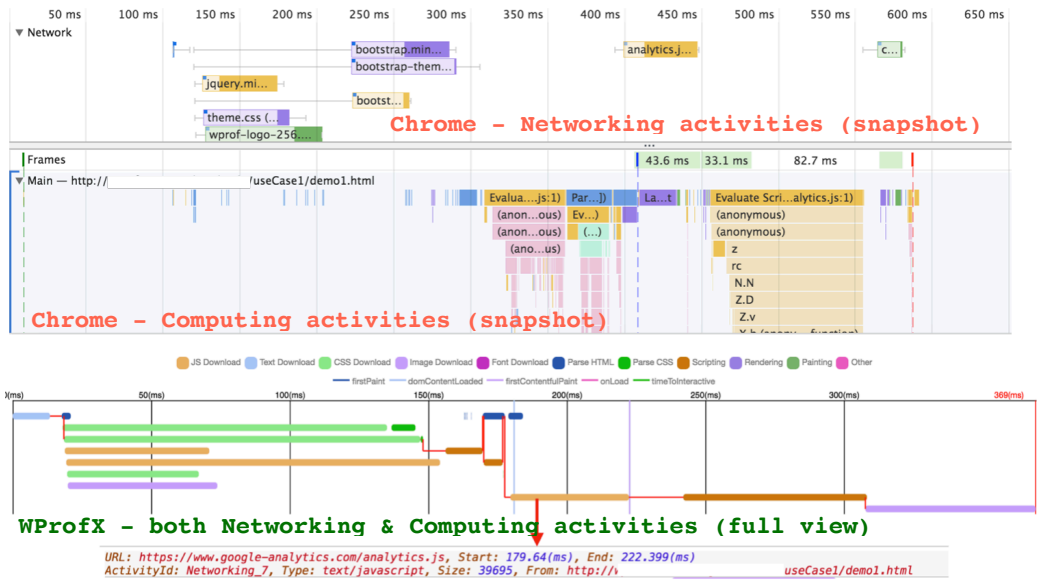 50 ms 100 ms 150 ms 200 ms 250 ms 300 ms 350 ms 400 ms 450 ms 500 ms 550 ms 600 ms 650 ms
▼ Network
bootstrap.min... analytics.j... c...
bootstrap-them...
jquery.mi...
bootst...
theme.css (...
wprof-logo-256....
Chrome - Networking activities (snapshot)
...
Frames 43.6 ms 33.1 ms 82.7 ms
▼ Main — http:// /useCase1/demo1.html
Evalua....js:1) Par...]) La...t Evaluate Scri...alytics.js:1)
(anon...ous) Ev...) (anonymous)
(anon...ous) (...) (anonymous)
(ano...us) z
rc
N.N
Z.D
Z.v
Chrome - Computing activities (snapshot)
JS Download Text Download CSS Download Image Download Font Download Parse HTML Parse CSS Scripting Rendering Painting Other
firstPaint domContentLoaded firstContentfulPaint onLoad timeToInteractive
)(ms) 50(ms) 100(ms) 150(ms) 200(ms) 250(ms) 300(ms) 369(ms)
WProfX - both Networking & Computing activities (full view)
URL: https://www.google-analytics.com/analytics.js, Start: 179.64(ms), End: 222.399(ms)
ActivityId: Networking_7, Type: text/javascript, Size: 39695, From: http:// useCase1/demo1.html